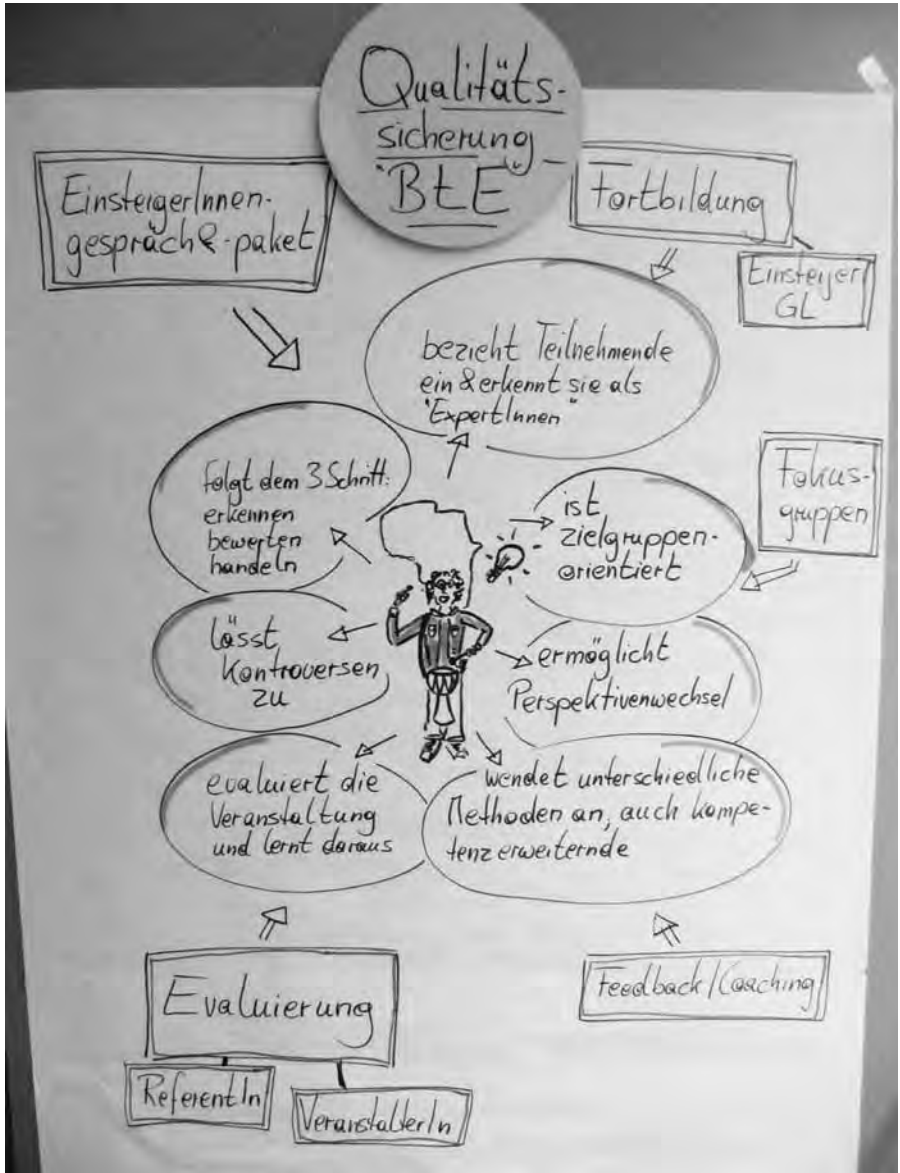 Qualitäts-
sicherung
"BtE"
EinsteigerInnen-
gesprächs-paket
Fortbildung
Einsteiger
GL
bezieht Teilnehmende
ein & erkennt sie als
"ExpertInnen"
folgt dem 3 Schritt:
erkennen
bewerten
handeln
ist
zielgruppen-
orientiert
Fokus-
gruppen
lässt
Kontroversen
zu
ermöglicht
Perspektivenwechsel
evaluiert die
Veranstaltung
und lernt daraus
wendet unterschiedliche
Methoden an, auch kompe-
tenzerweiternde
Evaluierung
ReferentIn
VeranstalterIn
Feedback/Coaching